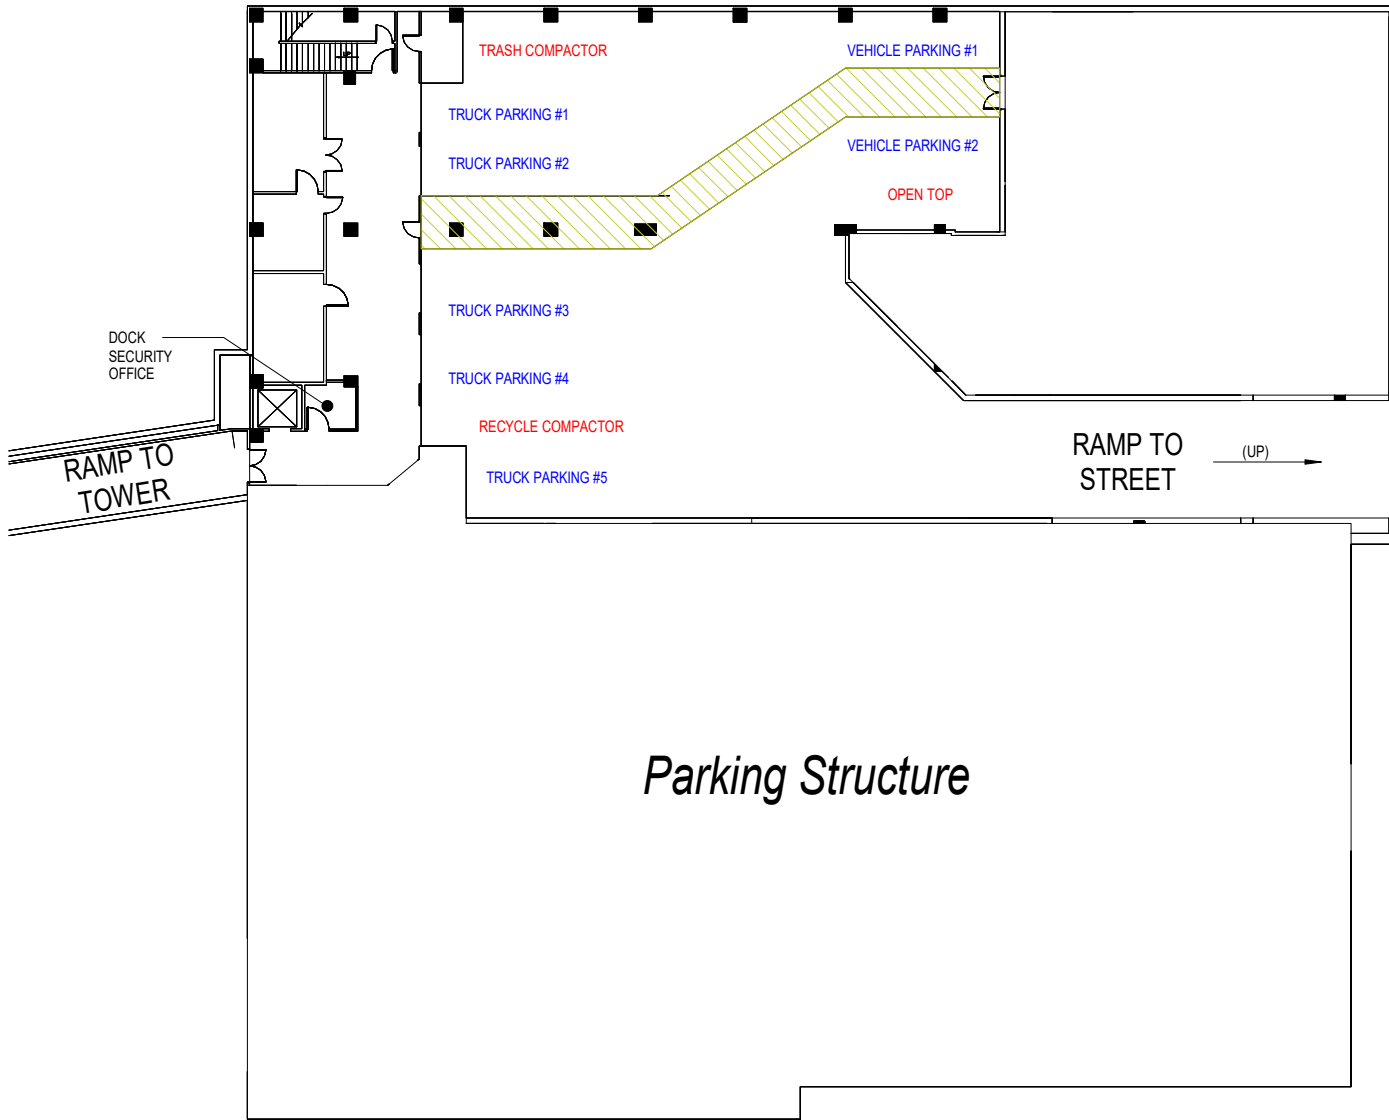 TRASH COMPACTOR
VEHICLE PARKING #1
UP
TRUCK PARKING #1
VEHICLE PARKING #2
TRUCK PARKING #2
OPEN TOP
TRUCK PARKING #3
DOCK
SECURITY
OFFICE
TRUCK PARKING #4
RECYCLE COMPACTOR
RAMP TO
TOWER
TRUCK PARKING #5
RAMP TO
STREET
(UP)
Parking Structure